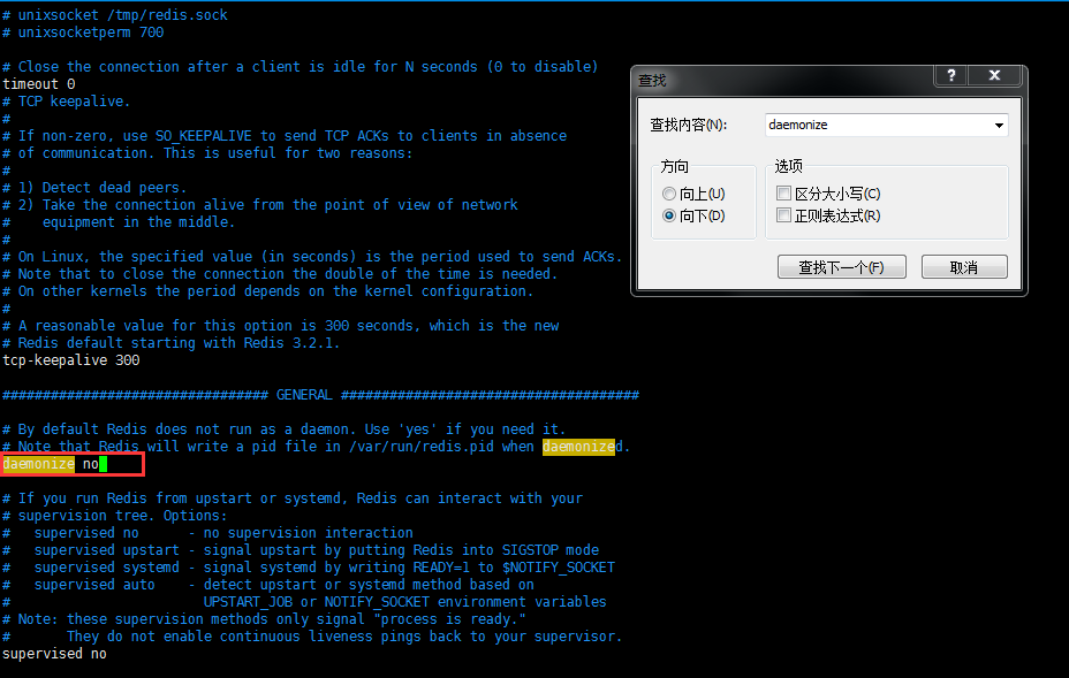 # unixsocket /tmp/redis.sock
# unixsocketperm 700
# Close the connection after a client is idle for N seconds (0 to disable)
timeout 0
# TCP keepalive.
#
# If non-zero, use SO_KEEPALIVE to send TCP ACKs to clients in absence
# of communication. This is useful for two reasons:
#
# 1) Detect dead peers.
# 2) Take the connection alive from the point of view of network
#    equipment in the middle.
#
# On Linux, the specified value (in seconds) is the period used to send ACKs.
# Note that to close the connection the double of the time is needed.
# On other kernels the period depends on the kernel configuration.
#
# A reasonable value for this option is 300 seconds, which is the new
# Redis default starting with Redis 3.2.1.
tcp-keepalive 300
################################# GENERAL #####################################
# By default Redis does not run as a daemon. Use 'yes' if you need it.
# Note that Redis will write a pid file in /var/run/redis.pid when daemonized.
daemonize no
# If you run Redis from upstart or systemd, Redis can interact with your
# supervision tree. Options:
#   supervised no      - no supervision interaction
#   supervised upstart - signal upstart by putting Redis into SIGSTOP mode
#   supervised systemd - signal systemd by writing READY=1 to $NOTIFY_SOCKET
#   supervised auto    - detect upstart or systemd method based on
#                        UPSTART_JOB or NOTIFY_SOCKET environment variables
# Note: these supervision methods only signal "process is ready."
#       They do not enable continuous liveness pings back to your supervisor.
supervised no
查找
? X
查找内容(N): daemonize
方向
向上(U)
向下(D)
选项
区分大小写(C)
正则表达式(R)
查找下一个(F) 取消